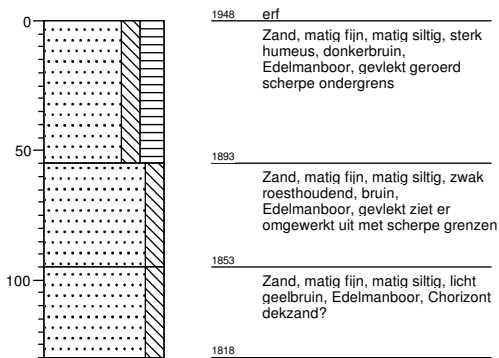 0
1948 erf
Zand, matig fijn, matig siltig, sterk
humeus, donkerbruin,
Edelmanboor, gevlekt geroerd
scherpe ondergrens
50
1893
Zand, matig fijn, matig siltig, zwak
roesthoudend, bruin,
Edelmanboor, gevlekt ziet er
omgewerkt uit met scherpe grenzen
1853
Zand, matig fijn, matig siltig, licht
geelbruin, Edelmanboor, Chorizont
dekzand?
100
1818